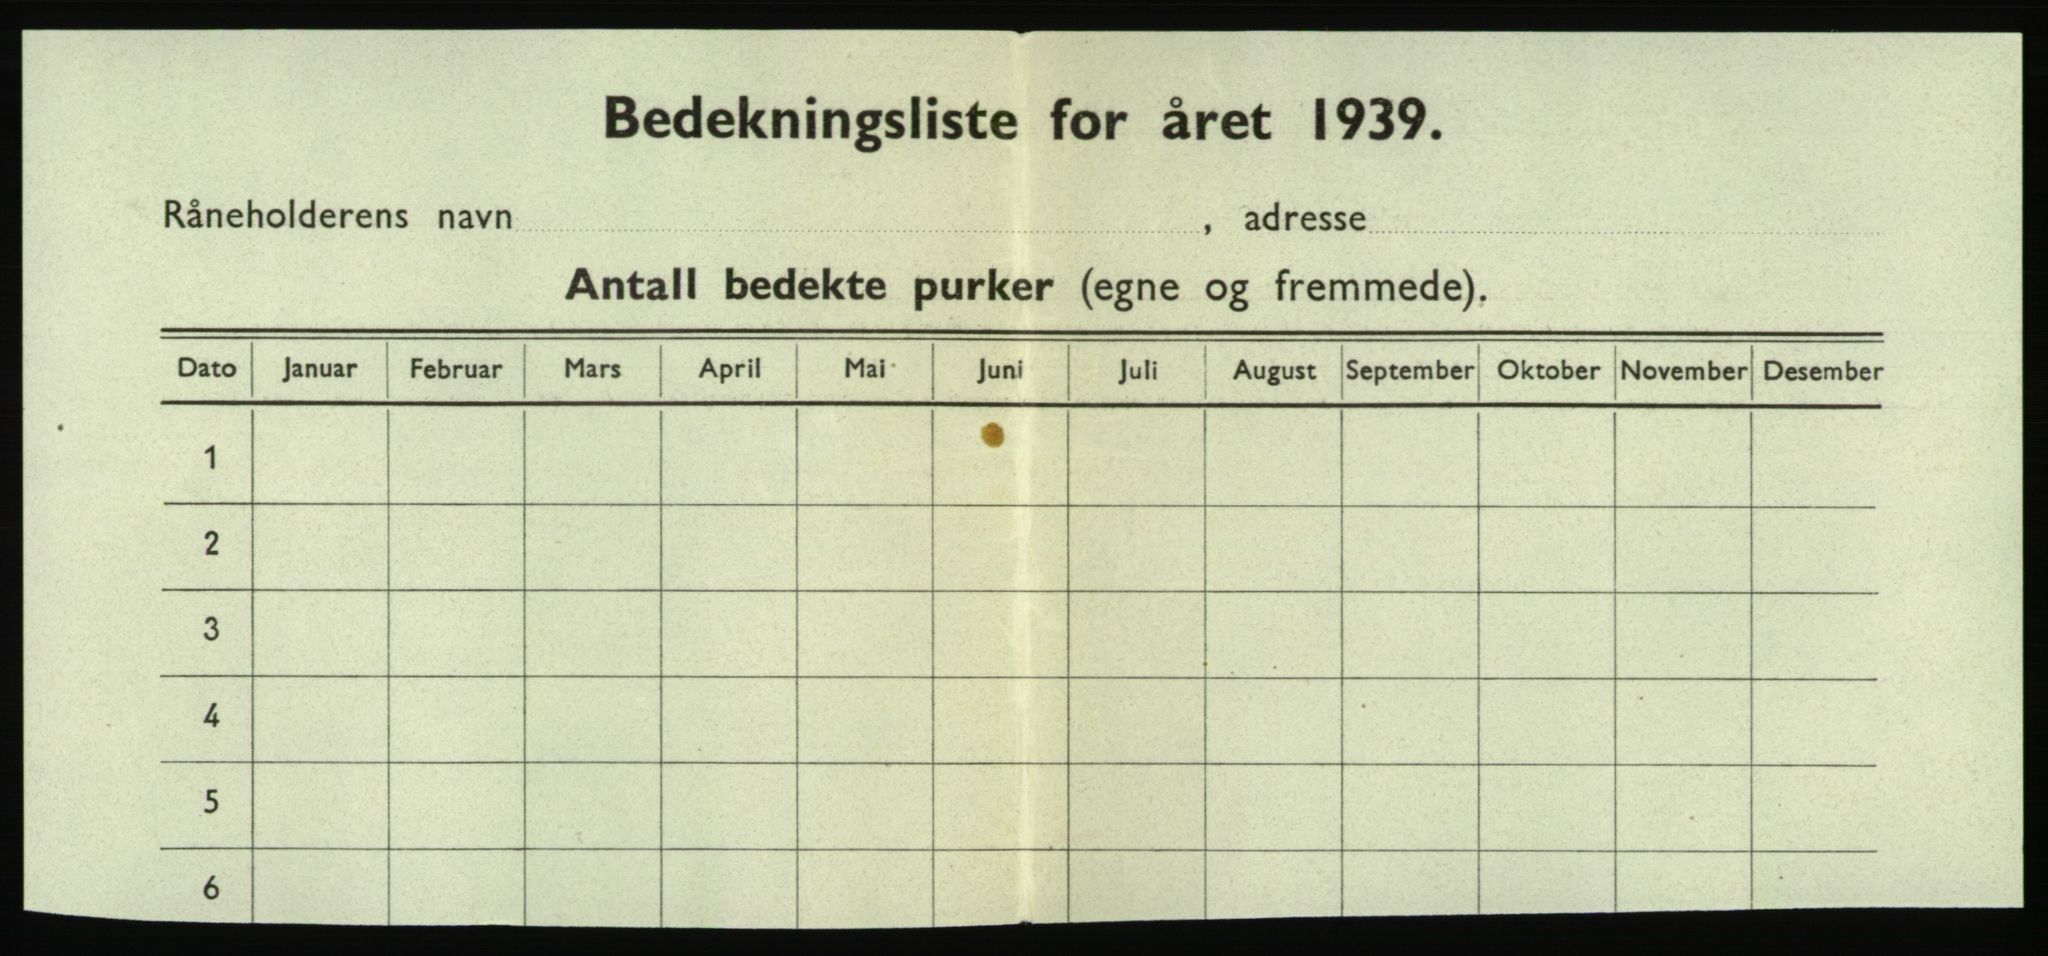 Bedekningsliste for året 1939.
Råneholderens navn , adresse
Antall bedekte purker (egne og fremmede).
Dato Januar Februar Mars April Mai Juni Juli August September Oktober November Desember
1
2
3
4
5
6